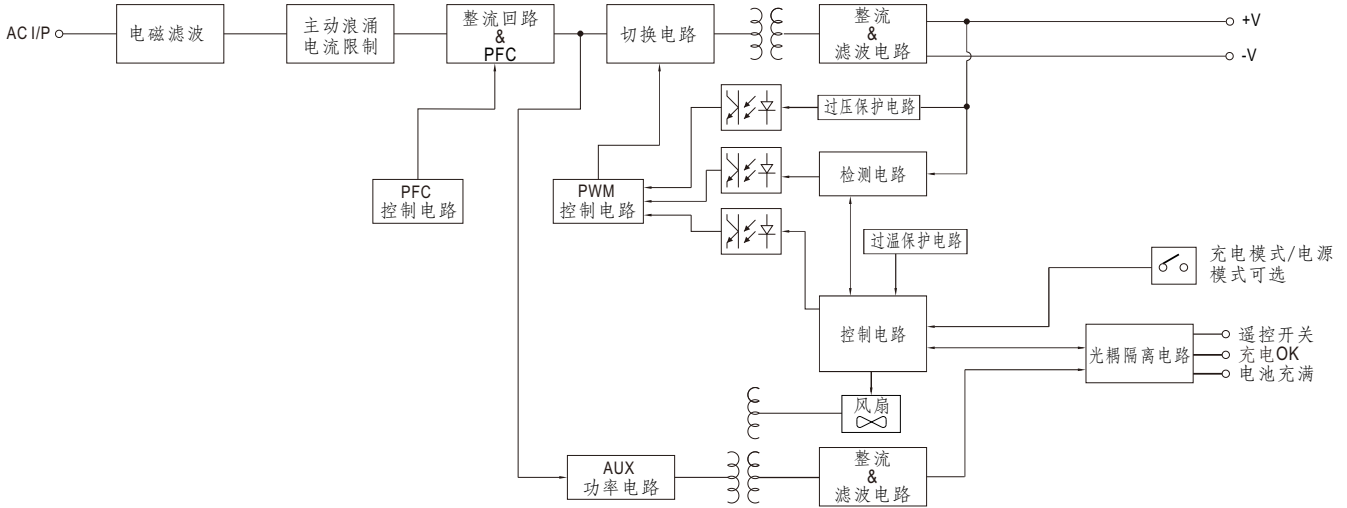 AC I/P
电磁滤波
主动浪涌
电流限制
整流回路
&
PFC
切换电路
整流
&
滤波电路
+V
-V
过压保护电路
PFC
控制电路
PWM
控制电路
检测电路
过温保护电路
充电模式/电源
模式可选
控制电路
光耦隔离电路
遥控开关
充电OK
电池充满
风扇
AUX
功率电路
整流
&
滤波电路